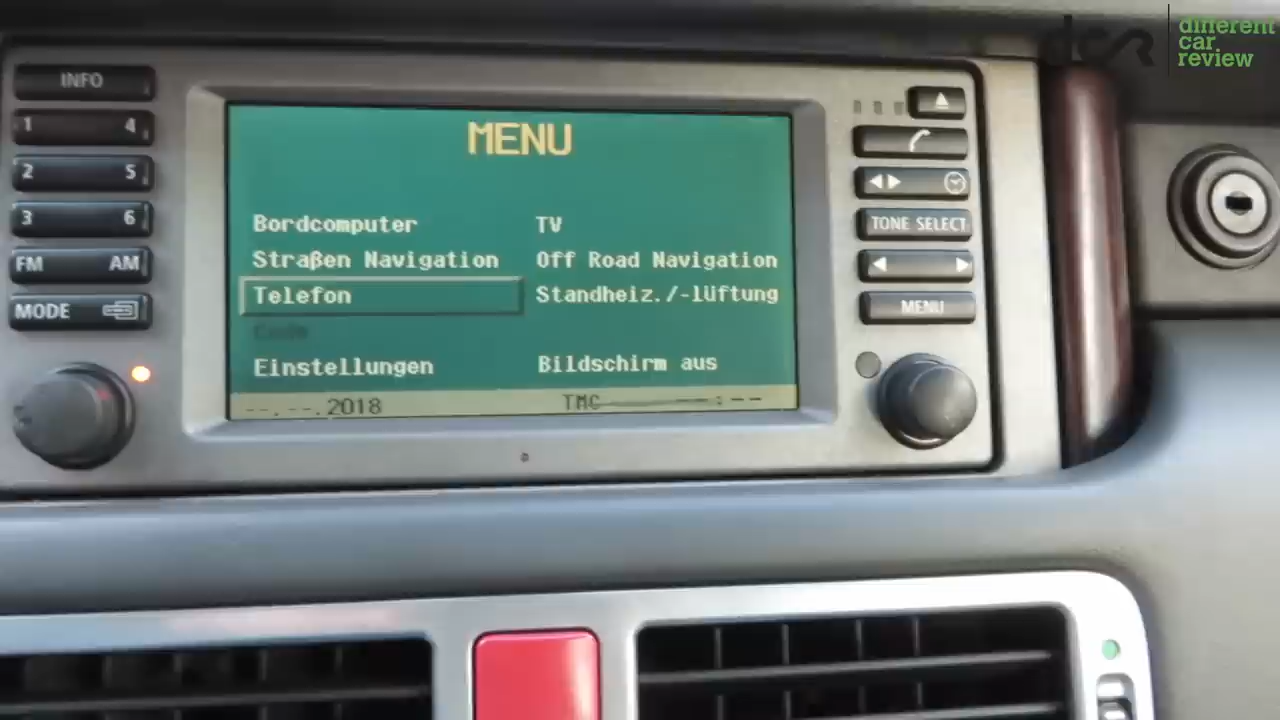 different
car
review
dcr
INFO
1 4
2 5
3 6
FM AM
MODE
MENU
Bordcomputer TV
Straßen Navigation Off Road Navigation
Telefon Standheiz./-lüftung
Code
Einstellungen Bildschirm aus
--.--.2018 TMC --:--
TONE SELECT
MENU